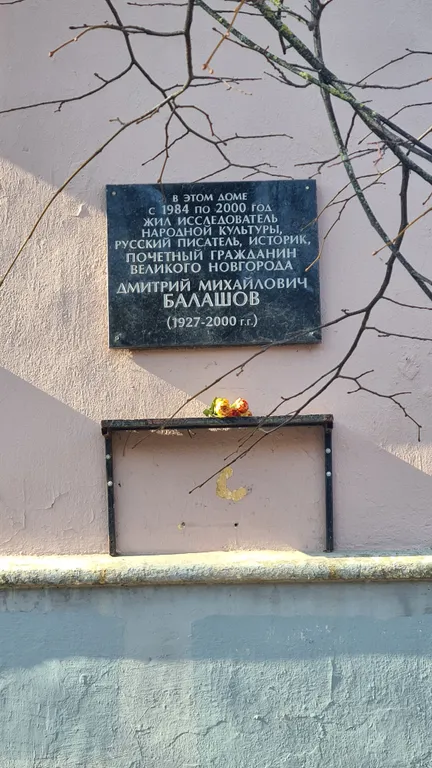 В ЭТОМ ДОМЕ
С 1984 ПО 2000 ГОД
ЖИЛ ИССЛЕДОВАТЕЛЬ
НАРОДНОЙ КУЛЬТУРЫ,
РУССКИЙ ПИСАТЕЛЬ, ИСТОРИК,
ПОЧЕТНЫЙ ГРАЖДАНИН
ВЕЛИКОГО НОВГОРОДА
ДМИТРИЙ МИХАЙЛОВИЧ
БАЛАШОВ
(1927-2000 г.г.)